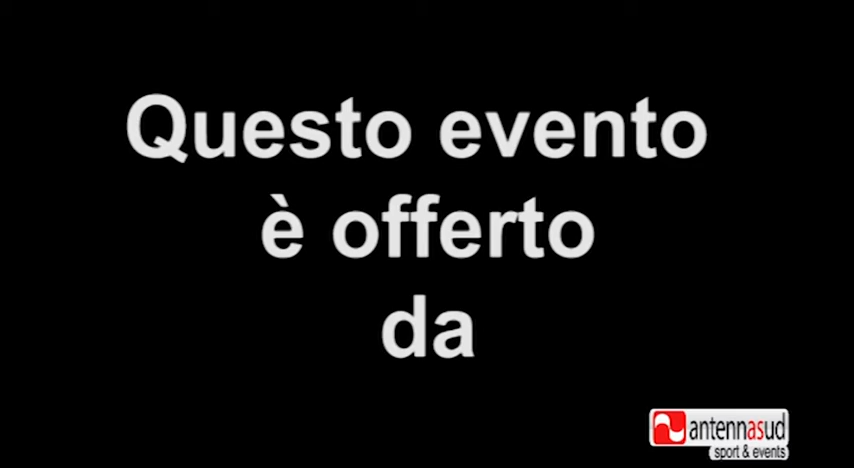 Questo evento
è offerto
da
antennasud
sport & events